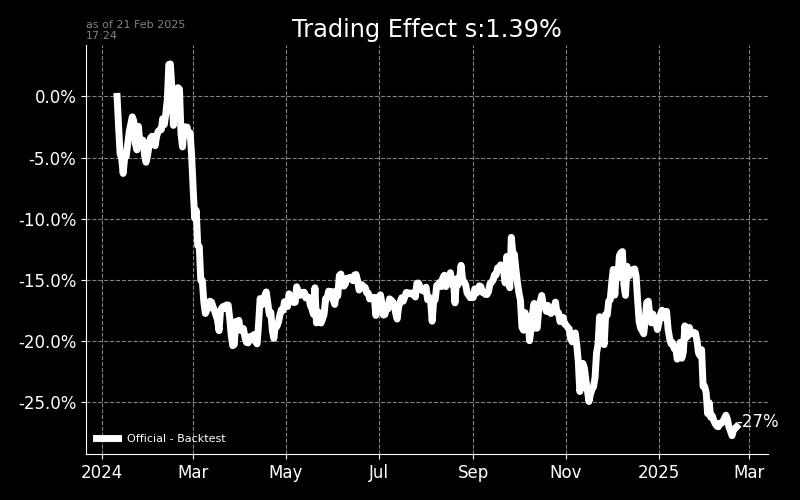 as of 21 Feb 2025
17:24
Trading Effect s:1.39%
0.0%
-5.0%
-10.0%
-15.0%
-20.0%
-25.0%
-27%
Official - Backtest
2024 Mar May Jul Sep Nov 2025 Mar